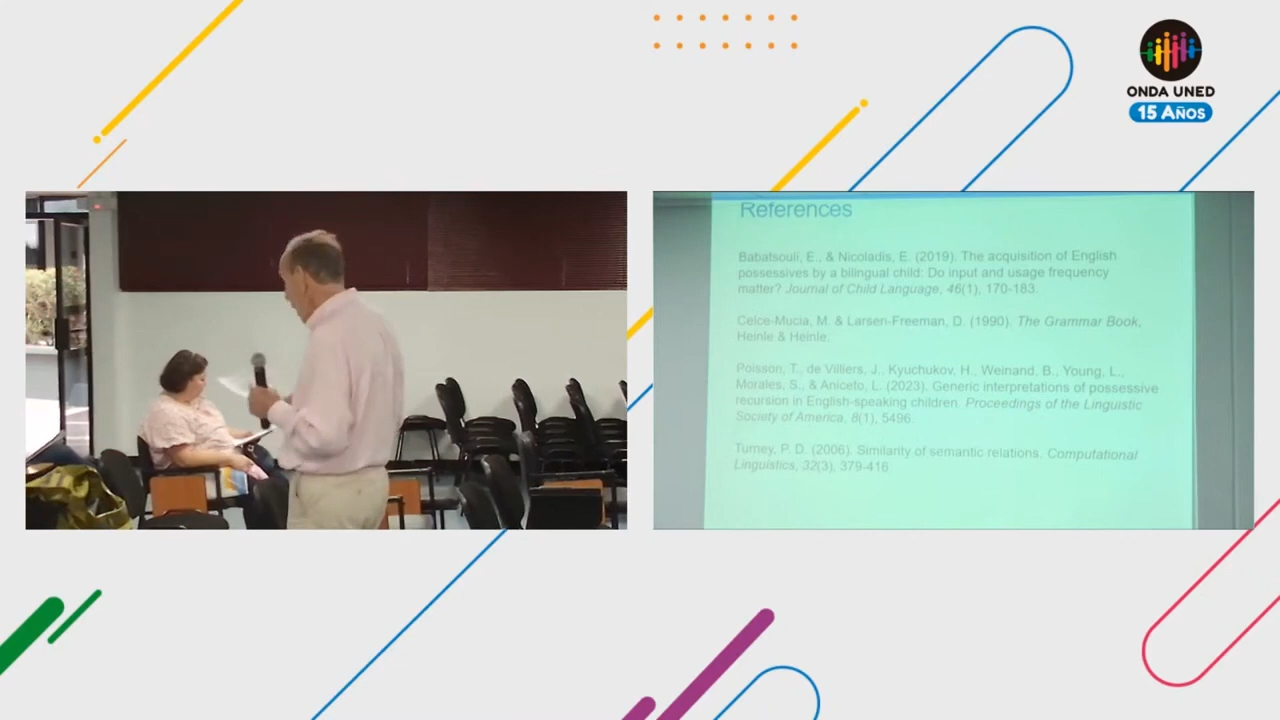 ONDA UNED
15 AÑOS
References
Babatsouli, E., & Nicoladis, E. (2019). The acquisition of English
possessives by a bilingual child: Do input and usage frequency
matter? Journal of Child Language, 46(1), 170-183.
Celce-Mucia, M. & Larsen-Freeman, D. (1990). The Grammar Book,
Heinle & Heinle.
Poisson, T., de Villiers, J., Kyuchukov, H., Weinand, B., Young, L.,
Morales, S., & Aniceto, L. (2023). Generic interpretations of possessive
recursion in English-speaking children. Proceedings of the Linguistic
Society of America, 8(1), 5496.
Turney, P. D. (2006). Similarity of semantic relations. Computational
Linguistics, 32(3), 379-416